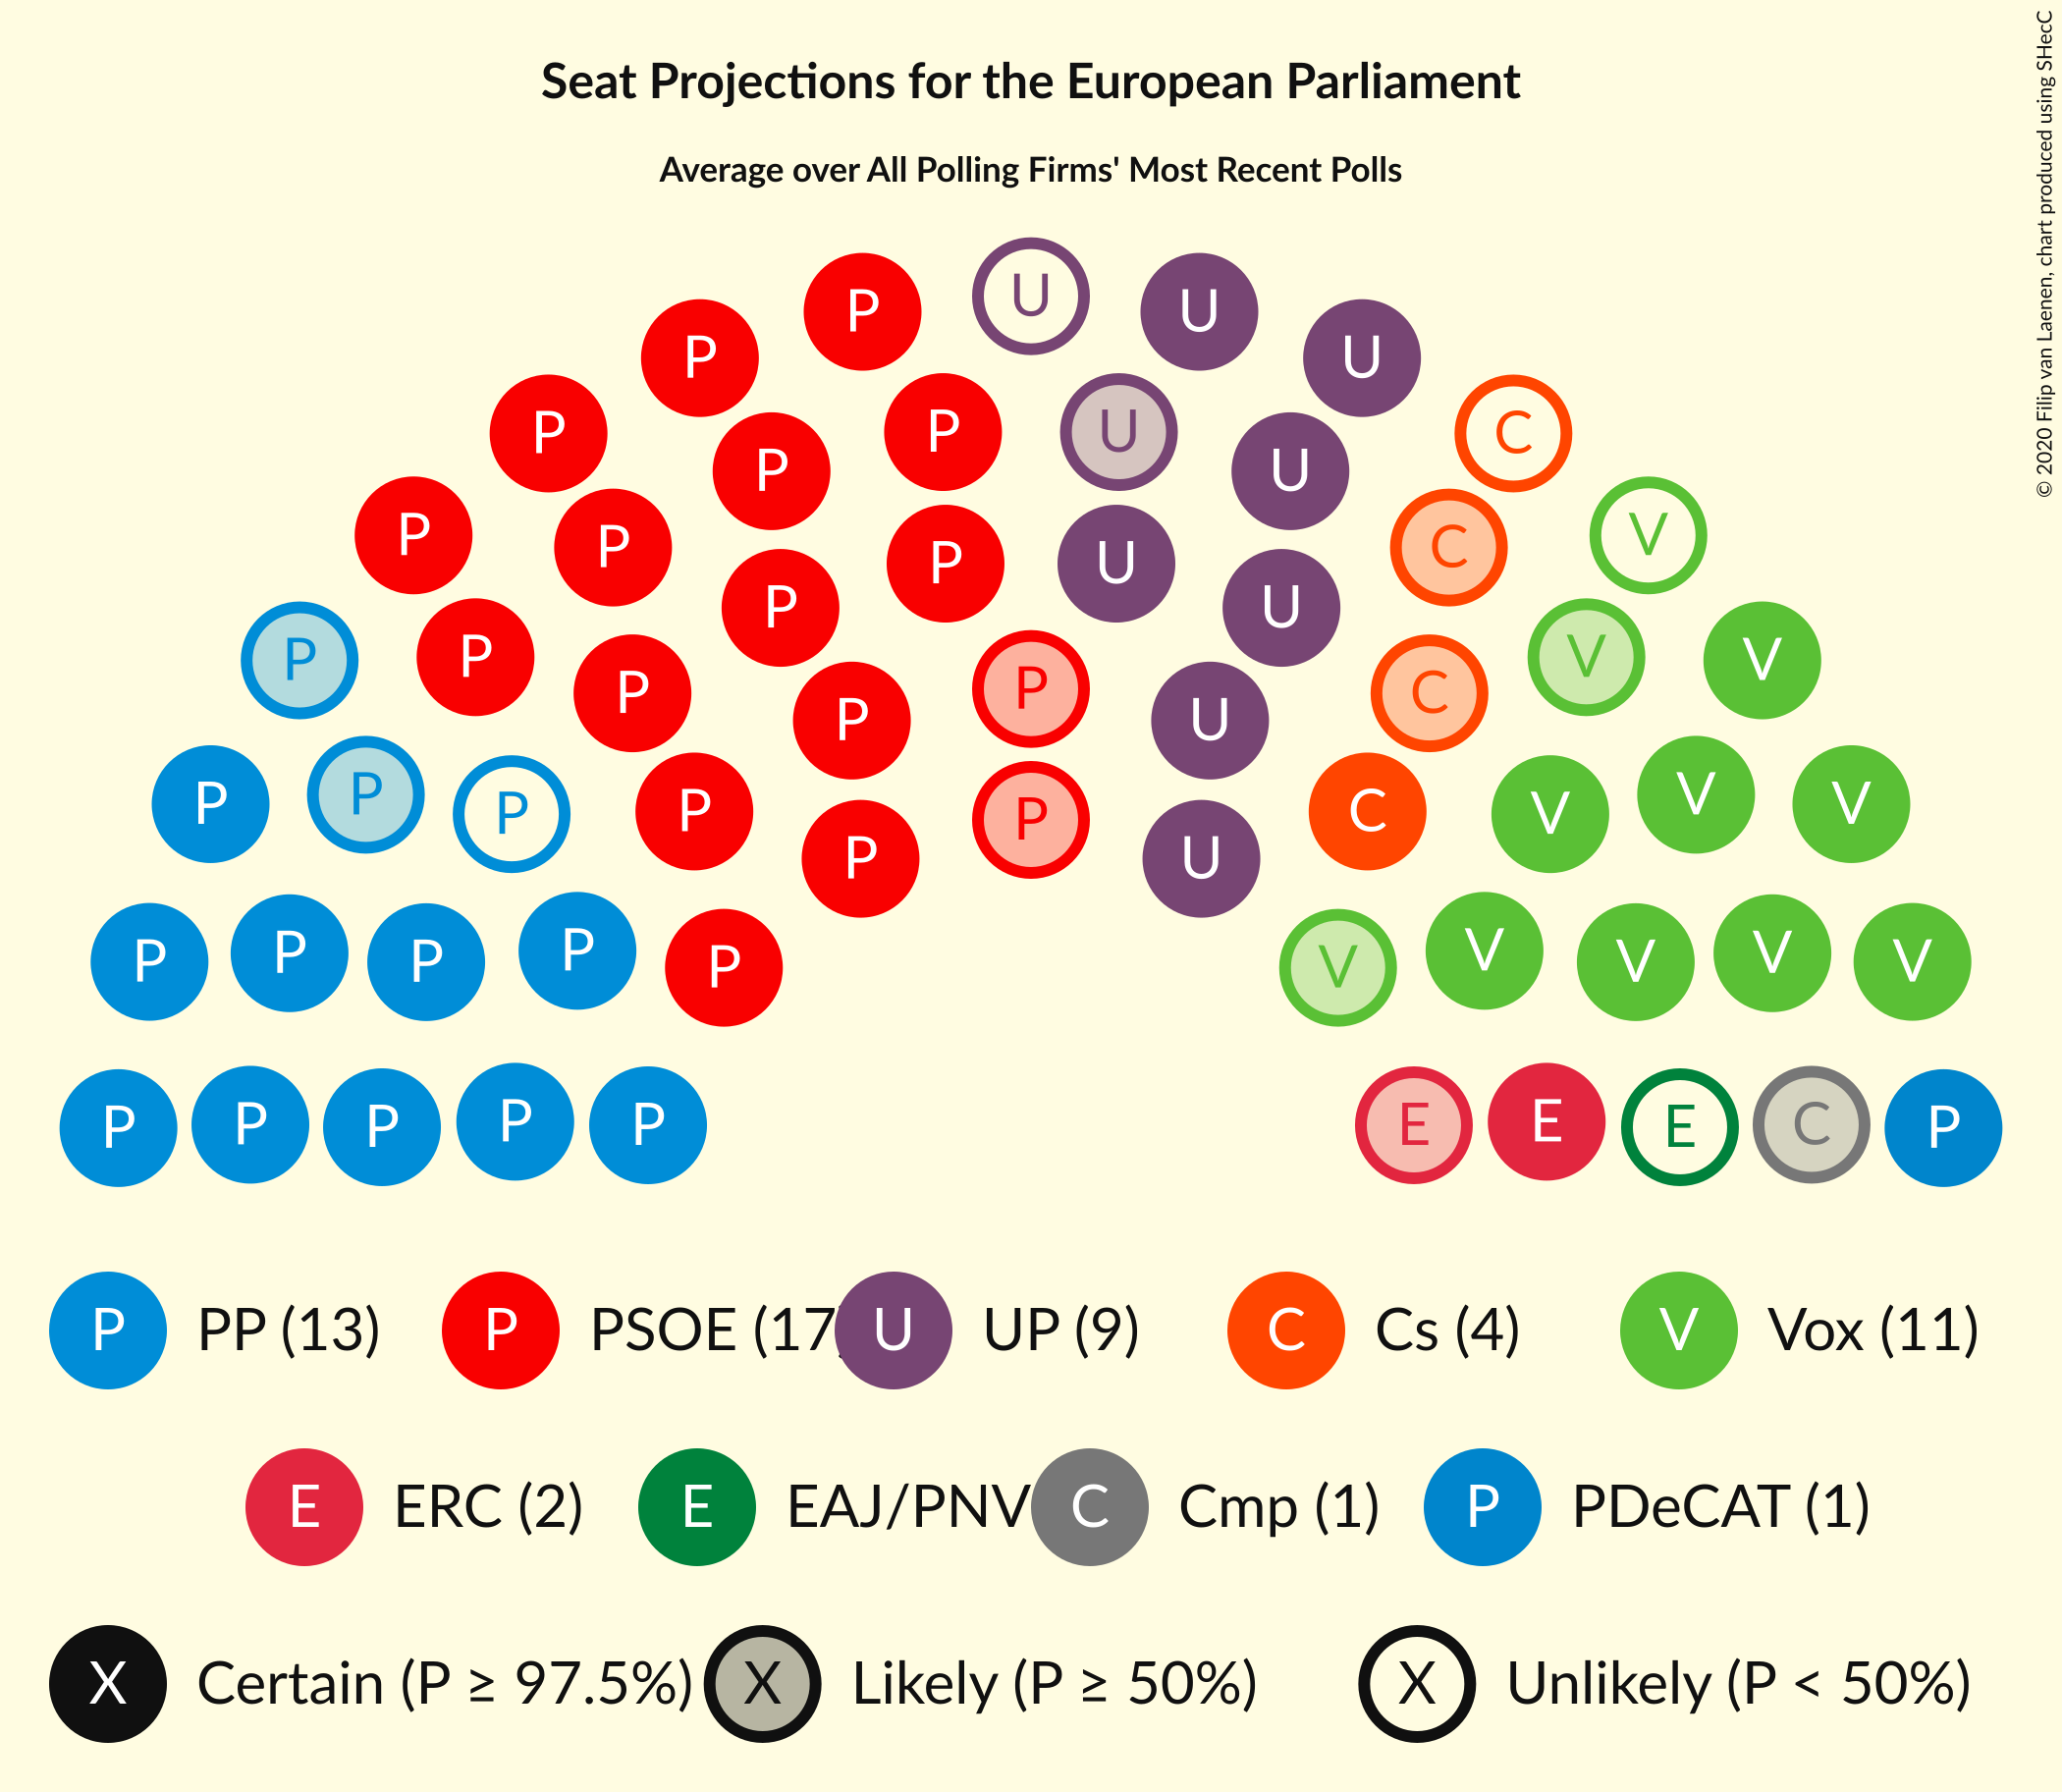 Seat Projections for the European Parliament
Average over All Polling Firms' Most Recent Polls
© 2020 Filip van Laenen, chart produced using SHecC
U
P U
P U
P U P C
P U
P C V
P P
U P
P U
P V V
P P C
P P
U
P P V V
P P C
P
P U
P P P P P V V V V V
P P P P P E E E C P
P PP (13) P PSOE (17 U UP (9) C Cs (4) V Vox (11)
E ERC (2) E EAJ/PNV C Cmp (1) P PDeCAT (1)
X Certain (P ≥ 97.5%) X Likely (P ≥ 50%) X Unlikely (P < 50%)